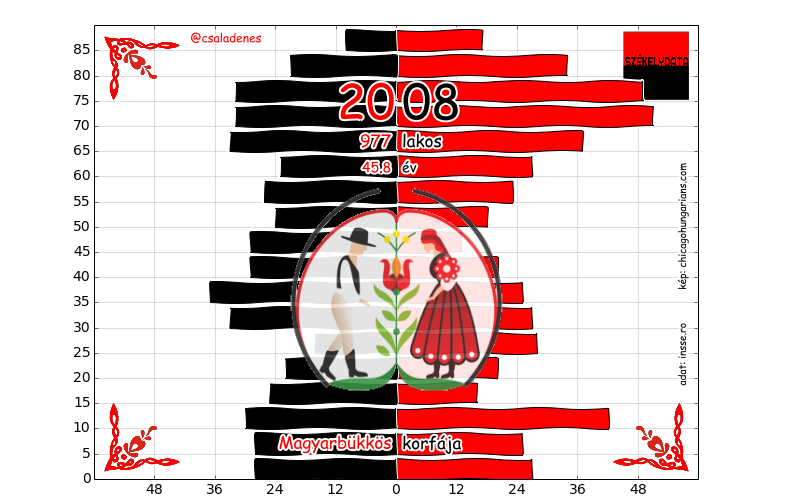 @csaladenes
SZÉKELYDATA
2008
977 lakos
45.8 év
kép: chicagohungarians.com
adat: insse.ro
Magyarbükkös korfája
85
80
75
70
65
60
55
50
45
40
35
30
25
20
15
10
5
0
48 36 24 12 0 12 24 36 48